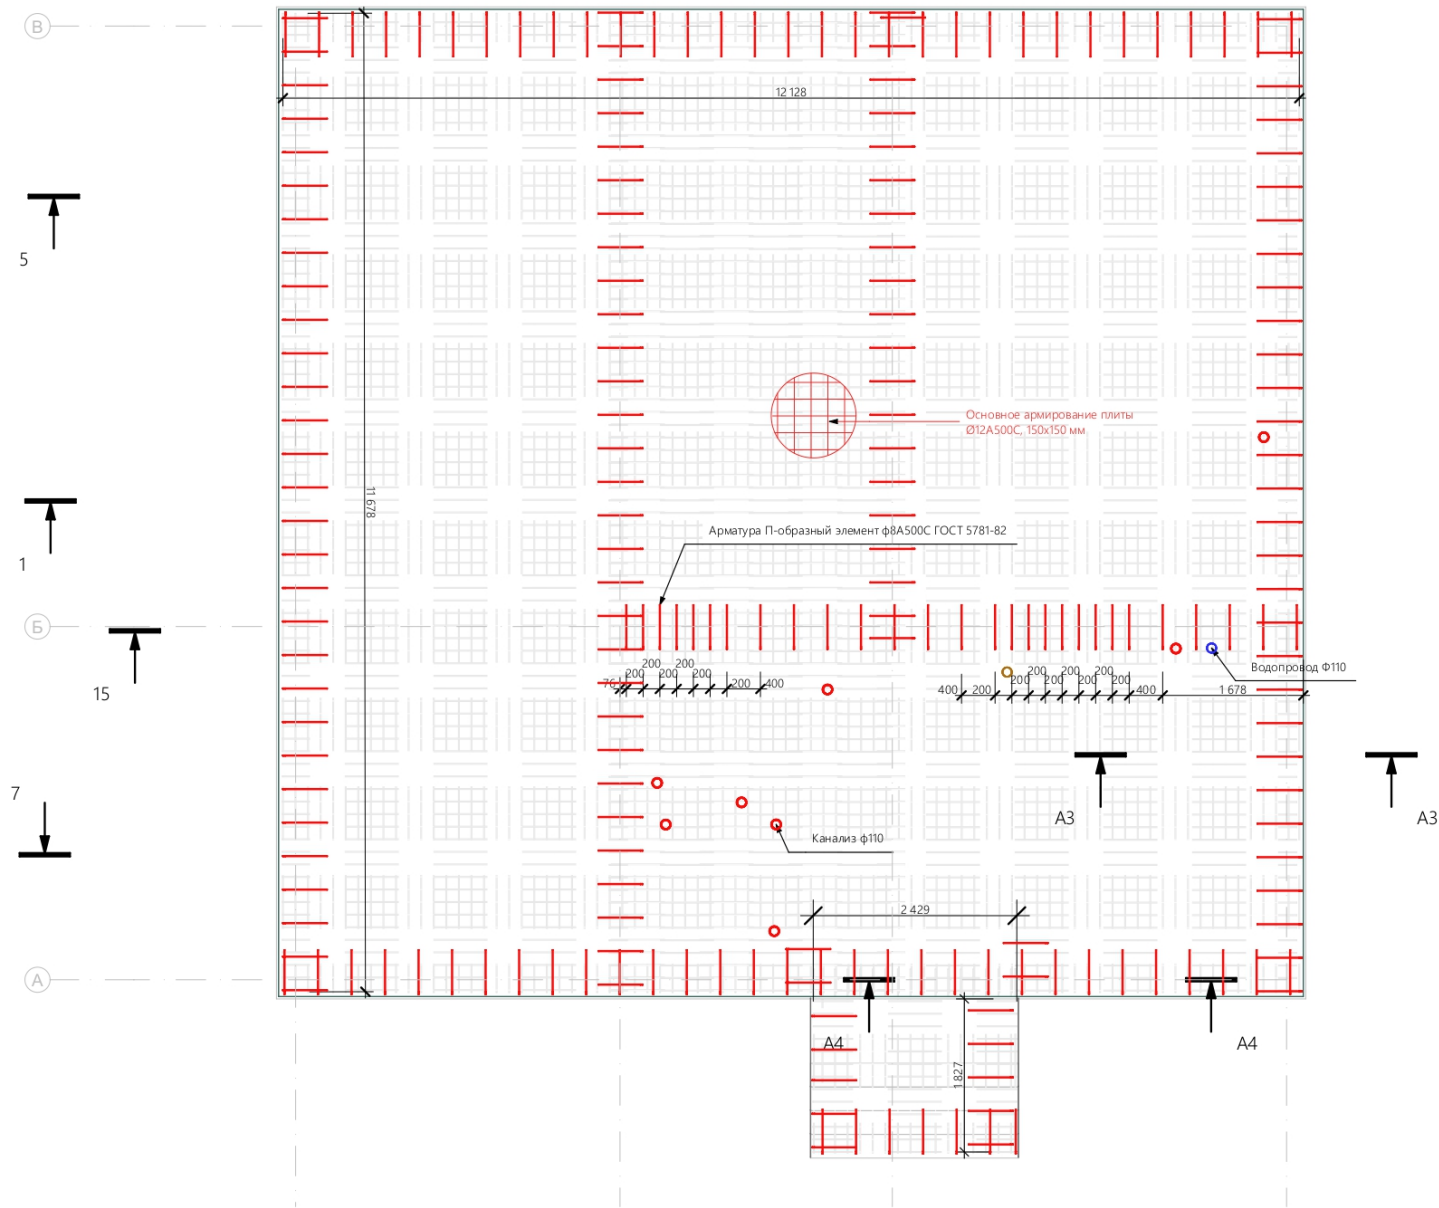 В
12 128
5
Основное армирование плиты
Ø12A500C, 150x150 мм
11 678
Арматура П-образный элемент ф8А500С ГОСТ 5781-82
1
Б
15
200 200
200 200 200
76 200 400
Водопровод Ф110
200 200 200
200 200 200 200
400 200 400 1 678
7
А3
А3
Канализ ф110
2 429
А
А4
А4
1 827